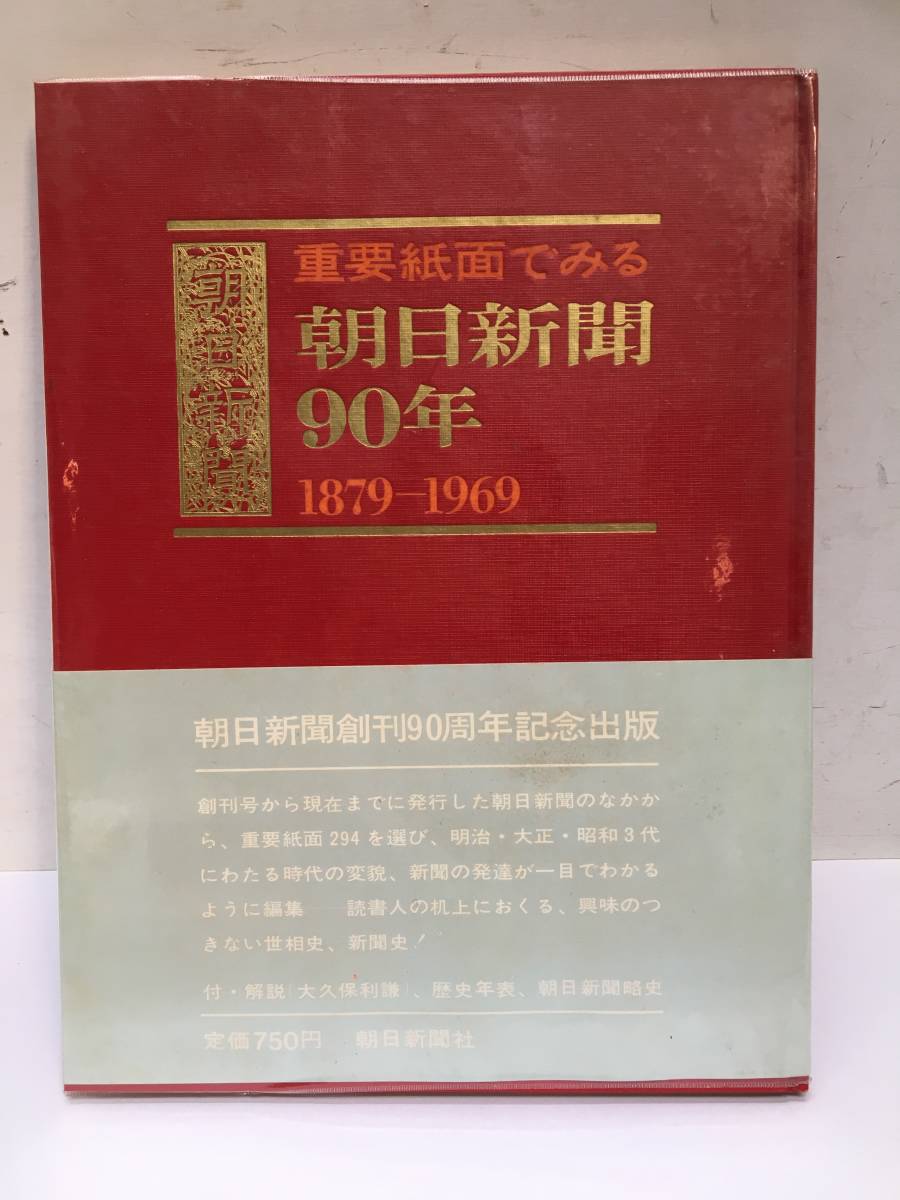 朝日新聞
重要紙面でみる
朝日新聞
90年
1879-1969
朝日新聞創刊90周年記念出版
創刊号から現在までに発行した朝日新聞のなかか
ら、重要紙面294を選び、明治・大正・昭和3代
にわたる時代の変貌、新聞の発達が一目でわかる
ように編集――読書人の机上におくる、興味のつ
きない世相史、新聞史!
付・解説(大久保利謙)、歴史年表、朝日新聞略史
定価750円 朝日新聞社